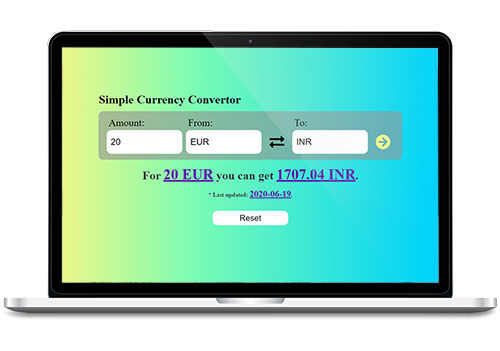 Simple Currency Convertor
Amount: From: To:
20 EUR INR
For 20 EUR you can get 1707.04 INR.
* Last updated: 2020-06-19.
Reset